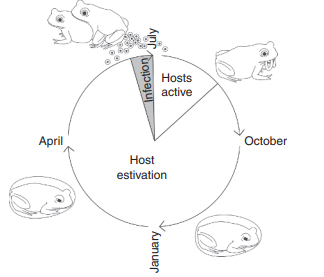 July
Infection
Hosts
active
April
October
Host
estivation
January